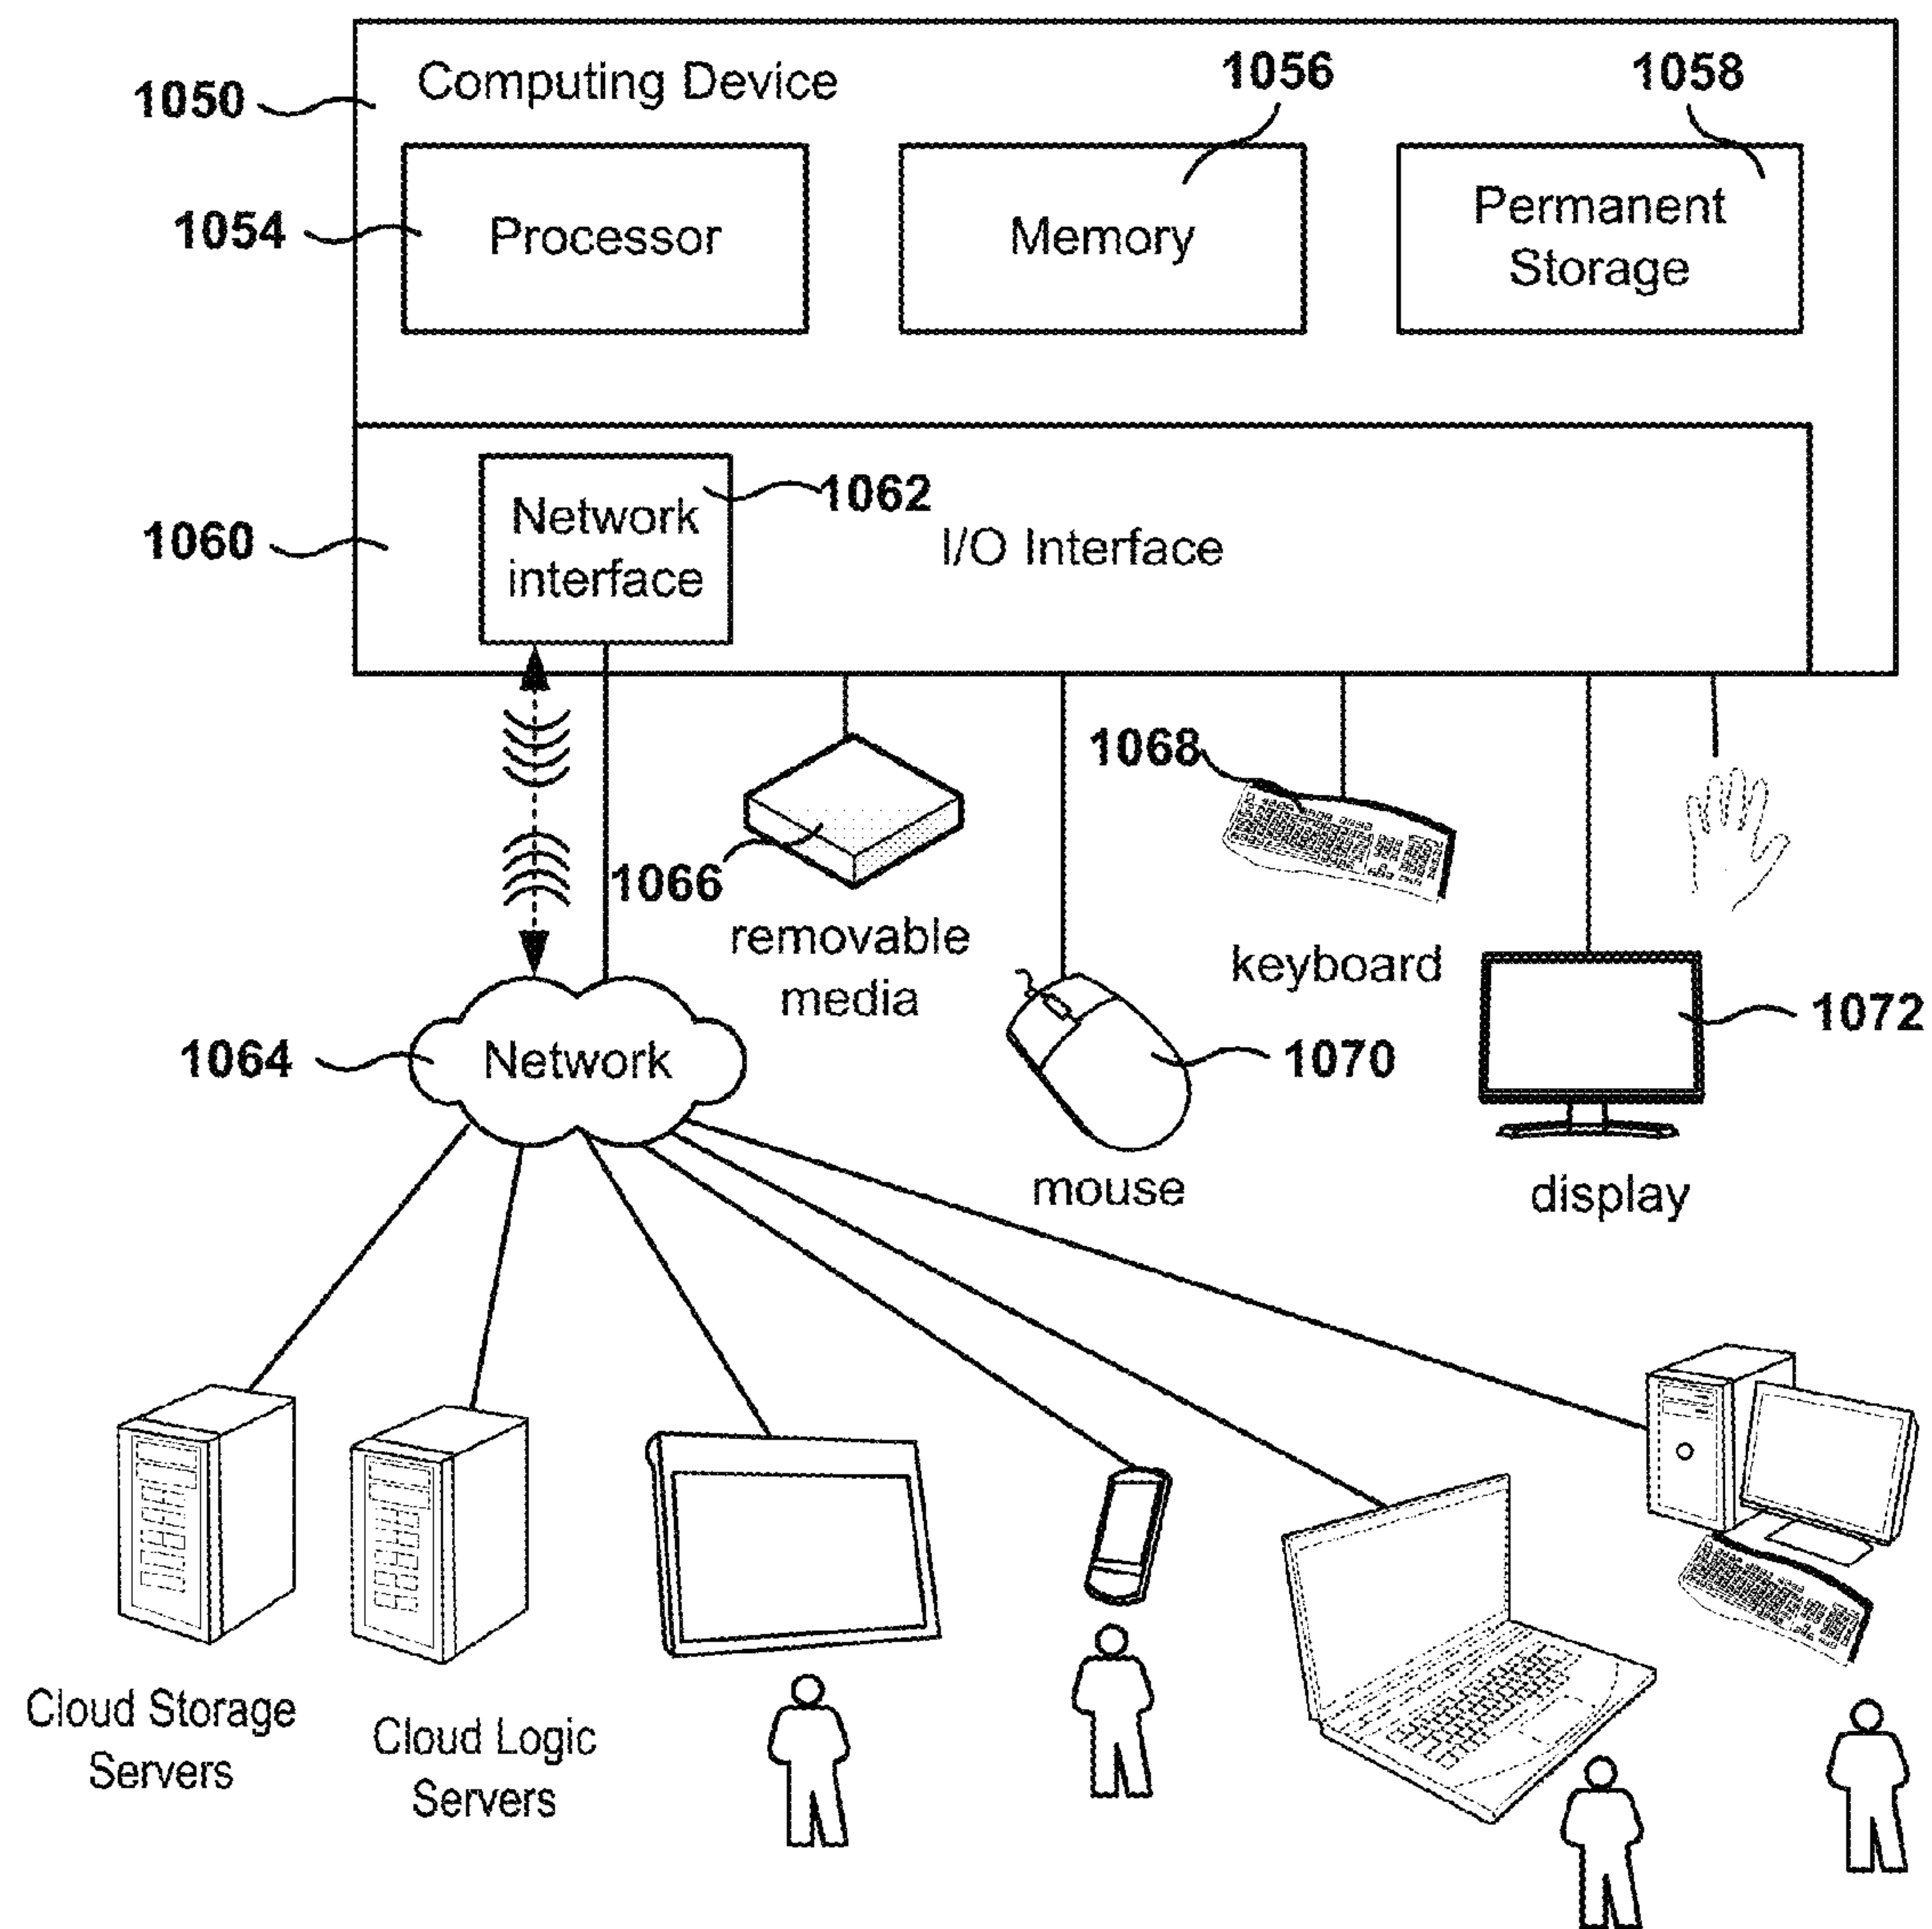 1050
Computing Device
1056
1058
1054
Processor
Memory
Permanent
Storage
1060
Network
interface
1062
I/O Interface
1066
removable
media
1068
keyboard
1064
Network
1070
mouse
1072
display
Cloud Storage
Servers
Cloud Logic
Servers